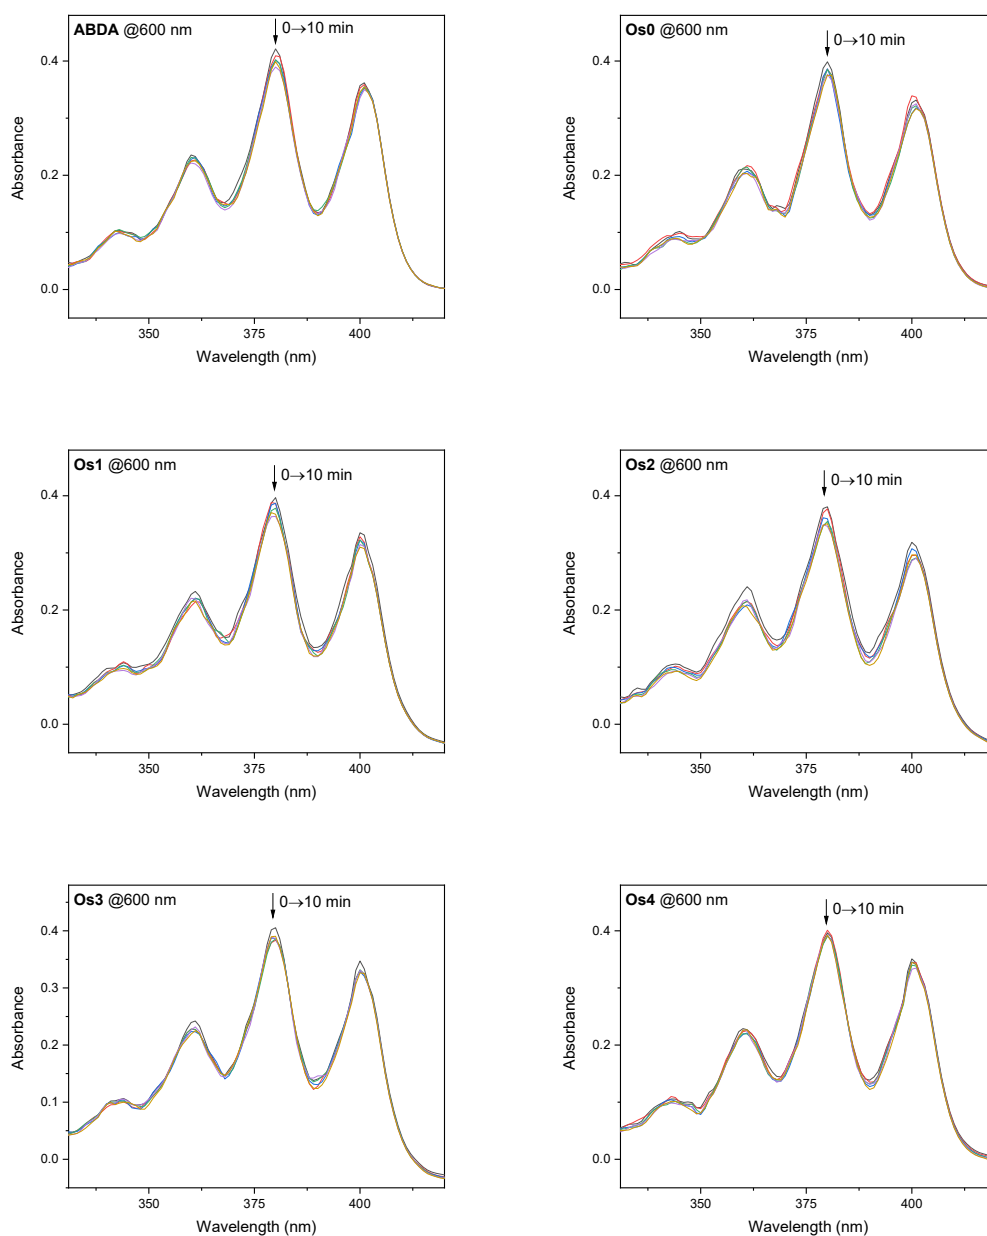 ABDA @600 nm
0→10 min
0.4
0.2
0.0
Absorbance
350
375
400
Wavelength (nm)
Os0 @600 nm
0→10 min
0.4
0.2
0.0
Absorbance
350
375
400
Wavelength (nm)
Os1 @600 nm
0→10 min
0.4
0.2
0.0
Absorbance
350
375
400
Wavelength (nm)
Os2 @600 nm
0→10 min
0.4
0.2
0.0
Absorbance
350
375
400
Wavelength (nm)
Os3 @600 nm
0→10 min
0.4
0.3
0.2
0.1
0.0
Absorbance
350
375
400
Wavelength (nm)
Os4 @600 nm
0→10 min
0.4
0.2
0.0
Absorbance
350
375
400
Wavelength (nm)